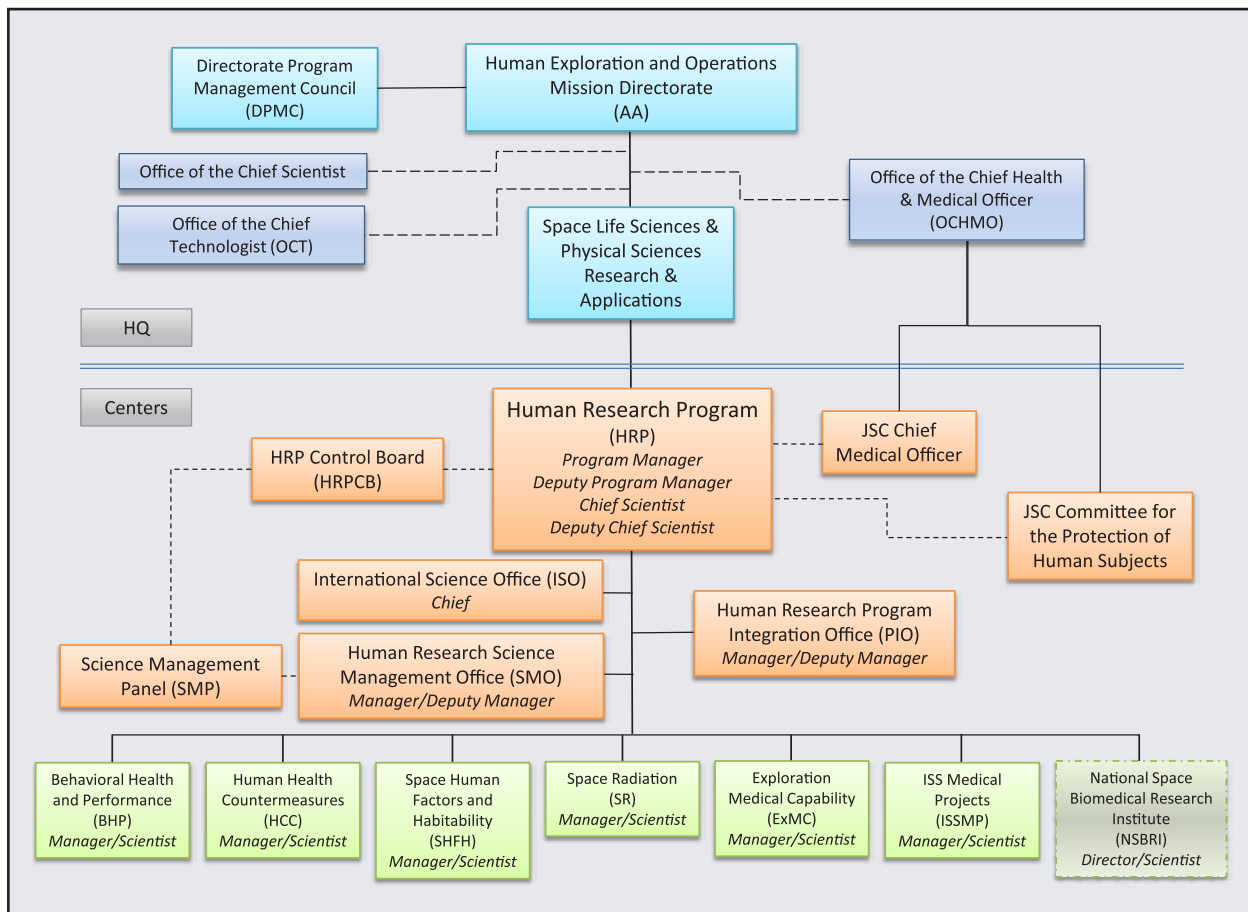 Directorate Program
Management Council
(DPMC)
Human Exploration and Operations
Mission Directorate
(AA)
Office of the Chief Scientist
Office of the Chief
Technologist (OCT)
Office of the Chief Health
& Medical Officer
(OCHMO)
Space Life Sciences &
Physical Sciences
Research &
Applications
HQ
Centers
Human Research Program
(HRP)
Program Manager
Deputy Program Manager
Chief Scientist
Deputy Chief Scientist
HRP Control Board
(HRPCB)
JSC Chief
Medical Officer
JSC Committee for
the Protection of
Human Subjects
International Science Office (ISO)
Chief
Human Research Program
Integration Office (PIO)
Manager/Deputy Manager
Science Management
Panel (SMP)
Human Research Science
Management Office (SMO)
Manager/Deputy Manager
Behavioral Health
and Performance
(BHP)
Manager/Scientist
Human Health
Countermeasures
(HCC)
Manager/Scientist
Space Human
Factors and
Habitability
(SHFH)
Manager/Scientist
Space Radiation
(SR)
Manager/Scientist
Exploration
Medical Capability
(ExMC)
Manager/Scientist
ISS Medical
Projects
(ISSMP)
Manager/Scientist
National Space
Biomedical Research
Institute
(NSBRI)
Director/Scientist